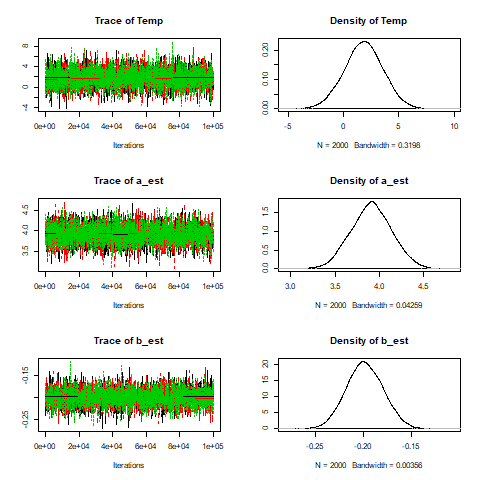 Trace of Temp
8
4
0
-4
0e+00 2e+04 4e+04 6e+04 8e+04 1e+05
Iterations
Density of Temp
0.20
0.10
0.00
-5 0 5 10
N = 2000 Bandwidth = 0.3198
Trace of a_est
4.5
4.0
3.5
0e+00 2e+04 4e+04 6e+04 8e+04 1e+05
Iterations
Density of a_est
1.5
1.0
0.5
0.0
3.0 3.5 4.0 4.5
N = 2000 Bandwidth = 0.04259
Trace of b_est
-0.15
-0.25
0e+00 2e+04 4e+04 6e+04 8e+04 1e+05
Iterations
Density of b_est
20
15
10
5
0
-0.25 -0.20 -0.15
N = 2000 Bandwidth = 0.00356